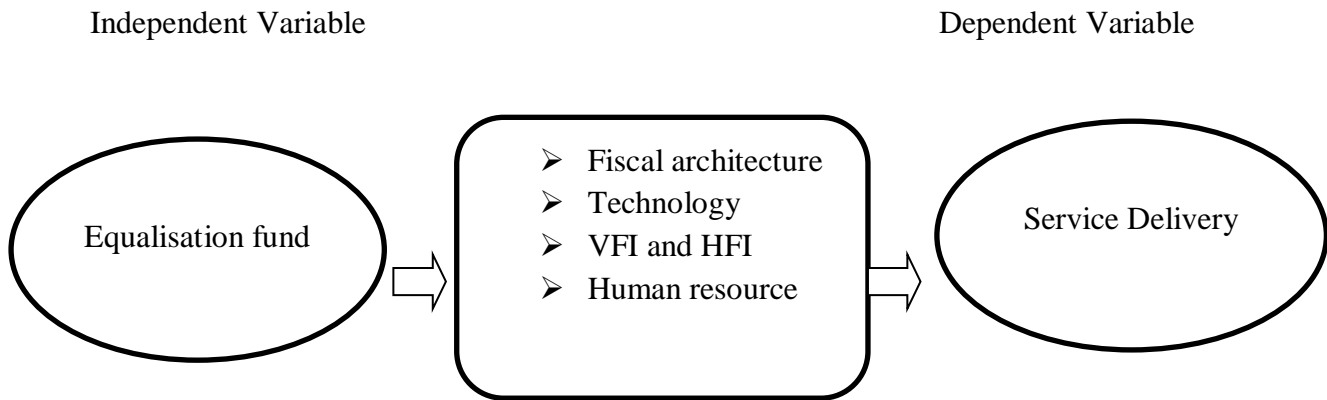 Independent Variable
Dependent Variable
Equalisation fund
➢ Fiscal architecture
➢ Technology
➢ VFI and HFI
➢ Human resource
Service Delivery